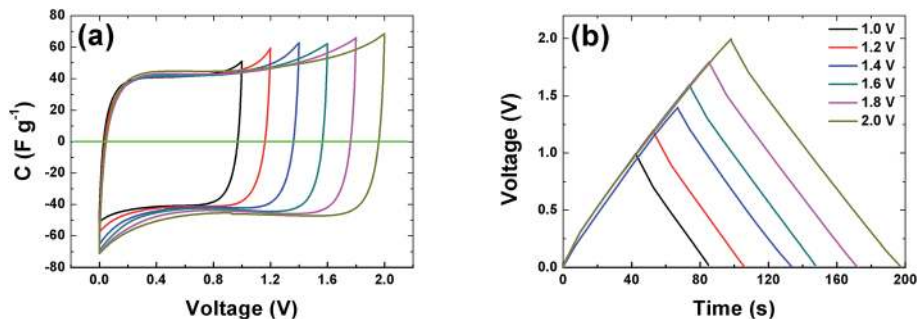 (a)
80
60
40
20
0
-20
-40
-60
-80
C (F g⁻¹)
0.0 0.4 0.8 1.2 1.6 2.0
Voltage (V)
(b)
1.0 V
1.2 V
1.4 V
1.6 V
1.8 V
2.0 V
2.0
1.5
1.0
0.5
0.0
Voltage (V)
0 40 80 120 160 200
Time (s)